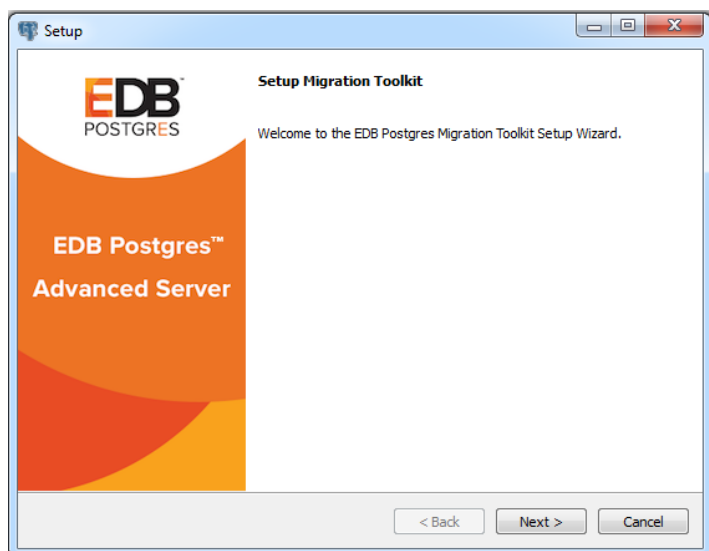 Setup
EDB™
POSTGRES
Setup Migration Toolkit
Welcome to the EDB Postgres Migration Toolkit Setup Wizard.
EDB Postgres™
Advanced Server
< Back
Next >
Cancel